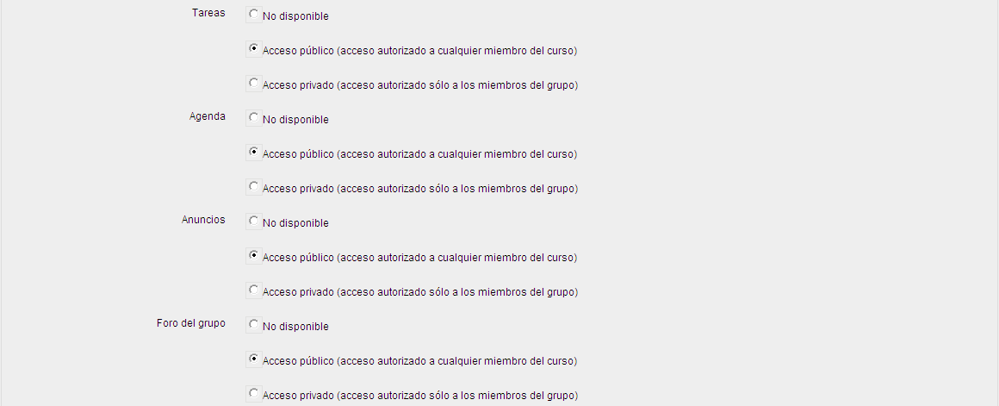 Tareas No disponible
Acceso público (acceso autorizado a cualquier miembro del curso)
Acceso privado (acceso autorizado sólo a los miembros del grupo)
Agenda No disponible
Acceso público (acceso autorizado a cualquier miembro del curso)
Acceso privado (acceso autorizado sólo a los miembros del grupo)
Anuncios No disponible
Acceso público (acceso autorizado a cualquier miembro del curso)
Acceso privado (acceso autorizado sólo a los miembros del grupo)
Foro del grupo No disponible
Acceso público (acceso autorizado a cualquier miembro del curso)
Acceso privado (acceso autorizado sólo a los miembros del grupo)